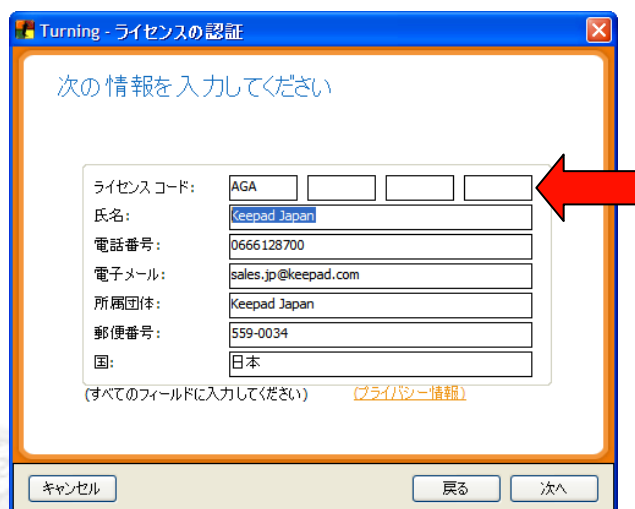 Turning - ライセンスの認証
次の情報を入力してください
ライセンス コード: AGA
氏名: Keepad Japan
電話番号: 0666128700
電子メール: sales.jp@keepad.com
所属団体: Keepad Japan
郵便番号: 559-0034
国: 日本
(すべてのフィールドに入力してください) (プライバシー情報)
キャンセル 戻る 次へ